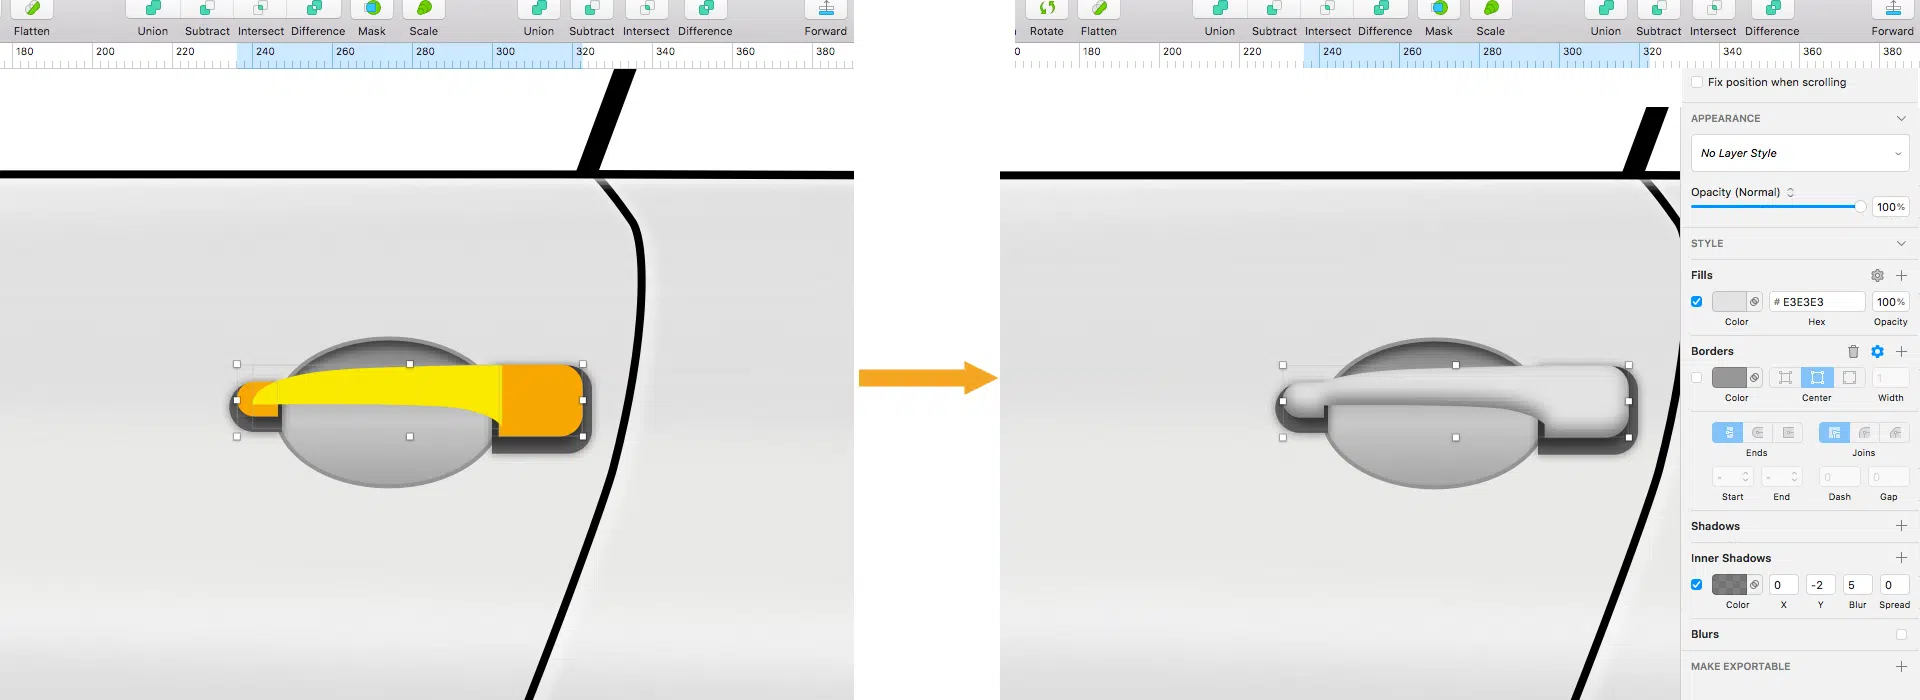 Flatten Union Subtract Intersect Difference Mask Scale Union Subtract Intersect Difference Forward
180 200 220 240 260 280 300 320 340 360 380
Rotate Flatten Union Subtract Intersect Difference Mask Scale Union Subtract Intersect Difference Forward
0 180 200 220 240 260 280 300 320 340 360 380
Fix position when scrolling
APPEARANCE
No Layer Style
Opacity (Normal)
100%
STYLE
Fills
# E3E3E3 100%
Color Hex Opacity
Borders
1
Color Center Width
Ends Joins
- - 0 0
Start End Dash Gap
Shadows
Inner Shadows
0 -2 5 0
Color X Y Blur Spread
Blurs
MAKE EXPORTABLE